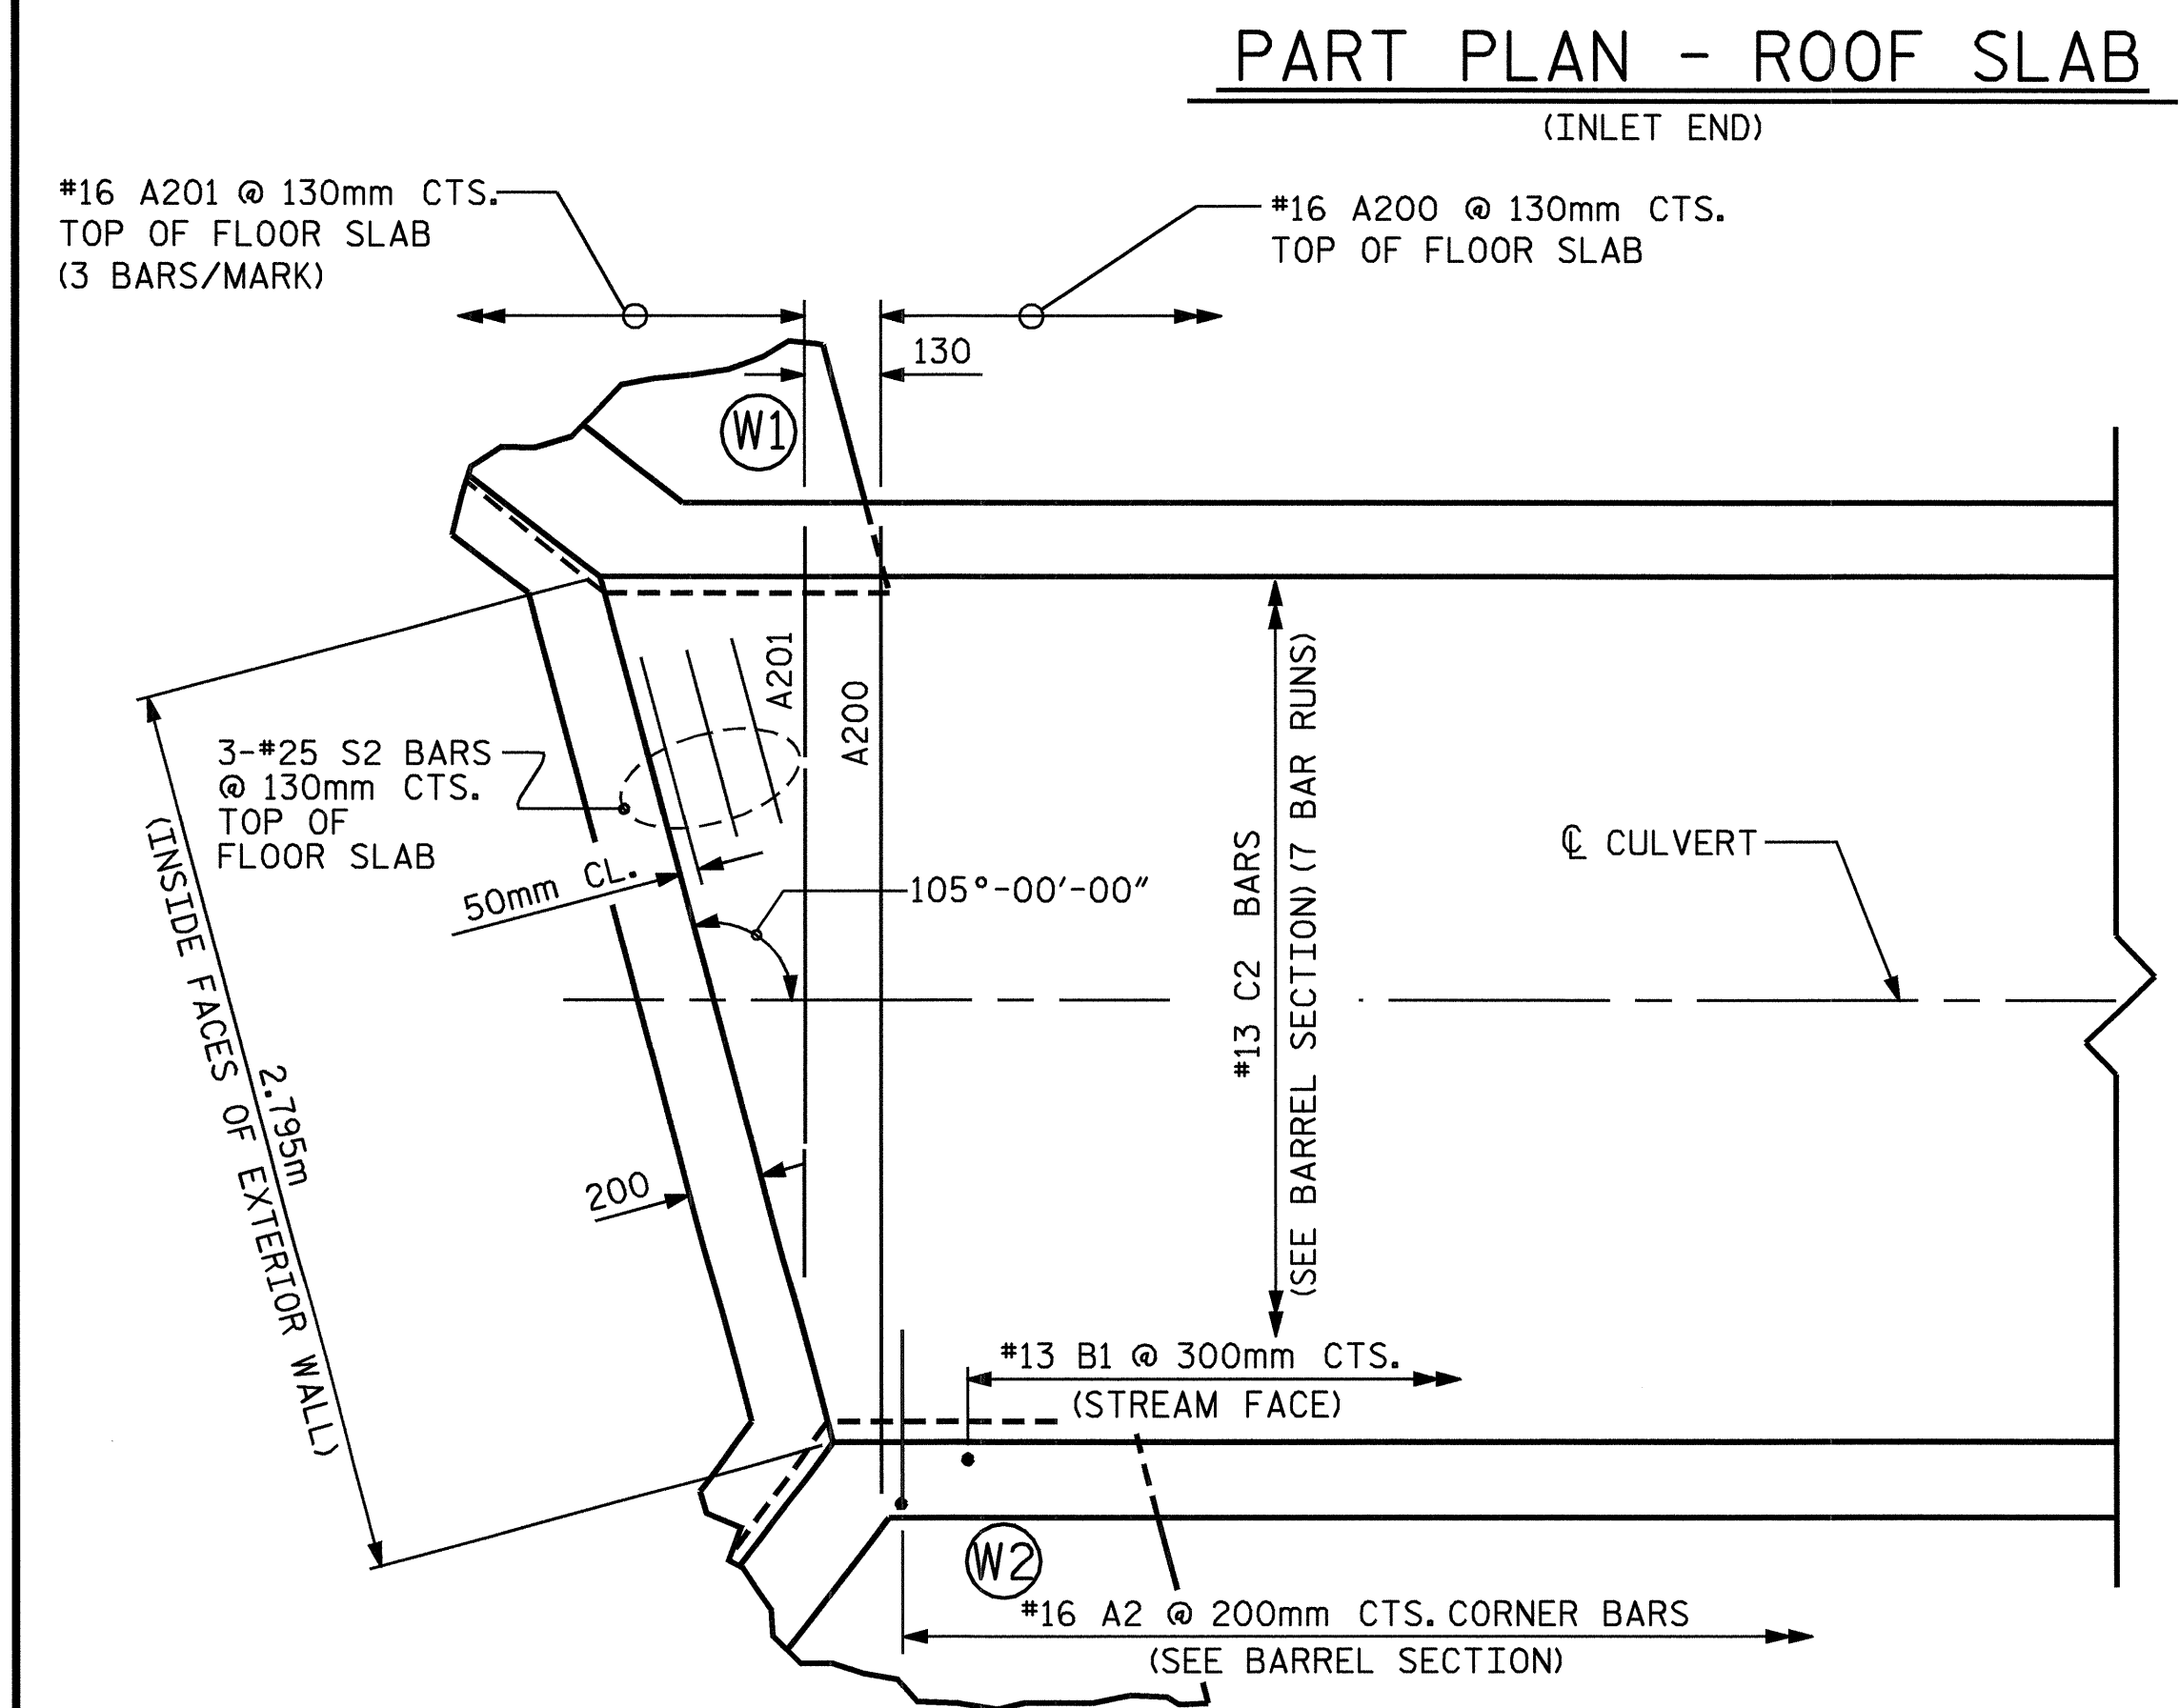 PART PLAN - ROOF SLAB
(INLET END)
#16 A201 @ 130mm CTS.
TOP OF FLOOR SLAB
(3 BARS/MARK)
#16 A200 @ 130mm CTS.
TOP OF FLOOR SLAB
130
W1
A201
A200
3-#25 S2 BARS
@ 130mm CTS.
TOP OF
FLOOR SLAB
50mm CL.
105°-00'-00"
℄ CULVERT
#13 C2 BARS
(SEE BARREL SECTION)(7 BAR RUNS)
2.795m
(INSIDE FACES OF EXTERIOR WALL)
200
#13 B1 @ 300mm CTS.
(STREAM FACE)
W2
#16 A2 @ 200mm CTS. CORNER BARS
(SEE BARREL SECTION)